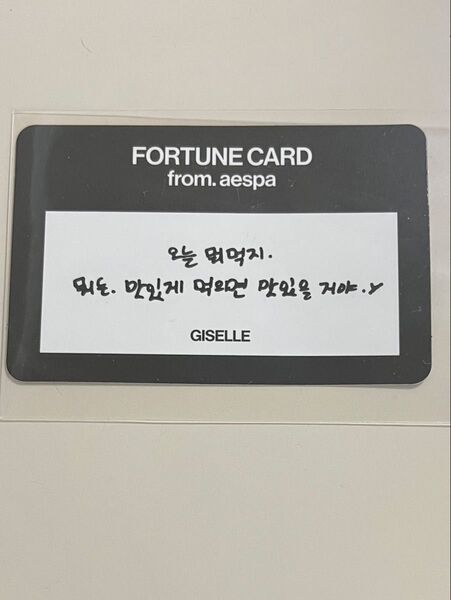 FORTUNE CARD
from. aespa
오늘 뭐먹지.
뭐든. 맛있게 먹으면 맛있을 거야.
GISELLE